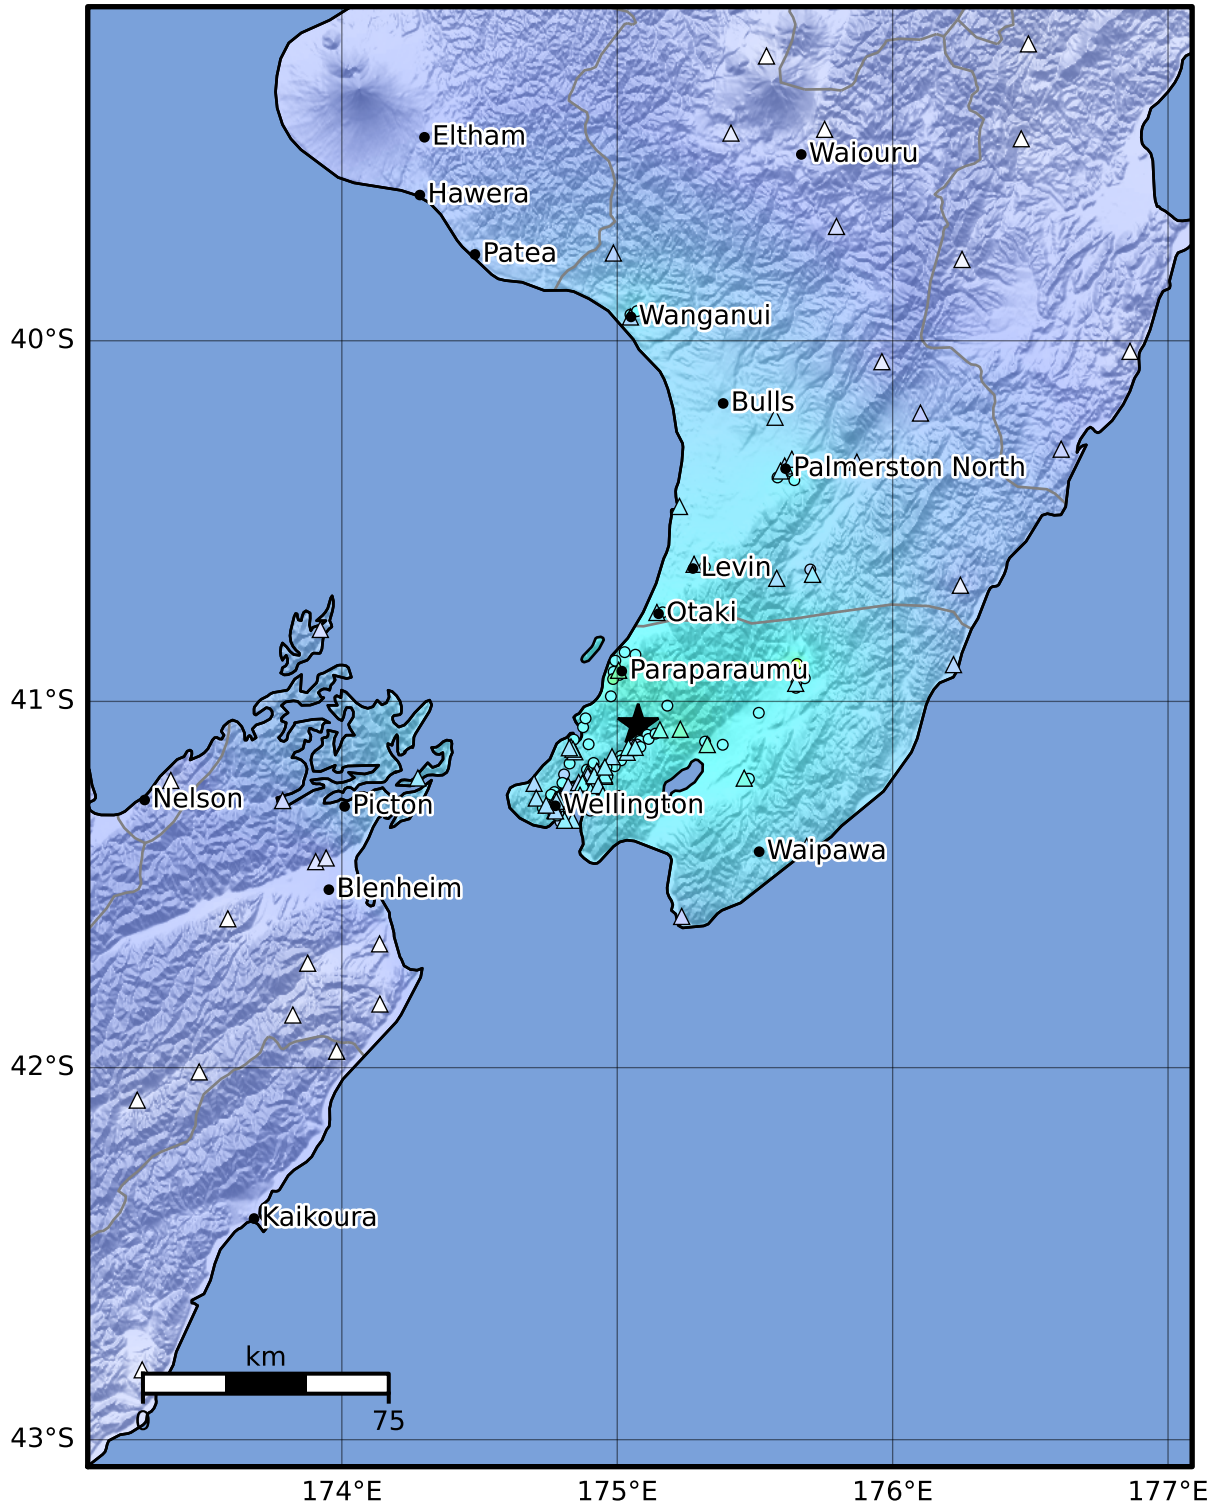 Eltham
Waiouru
Hawera
Patea
Wanganui
40°S
Bulls
Palmerston North
Levin
Otaki
Paraparaumu
41°S
Nelson
Picton
Wellington
Waipawa
Blenheim
42°S
Kaikoura
km
0
75
43°S
174°E
175°E
176°E
177°E